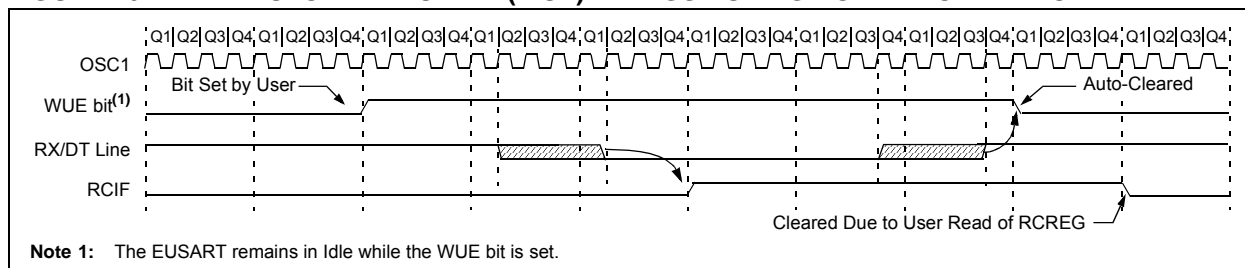 Q1 Q2 Q3 Q4 Q1 Q2 Q3 Q4 Q1 Q2 Q3 Q4 Q1 Q2 Q3 Q4 Q1 Q2 Q3 Q4 Q1 Q2 Q3 Q4 Q1 Q2 Q3 Q4 Q1 Q2 Q3 Q4 Q1 Q2 Q3 Q4 Q1 Q2 Q3 Q4
OSC1
Bit Set by User
Auto-Cleared
WUE bit(1)
RX/DT Line
RCIF
Cleared Due to User Read of RCREG
Note 1: The EUSART remains in Idle while the WUE bit is set.